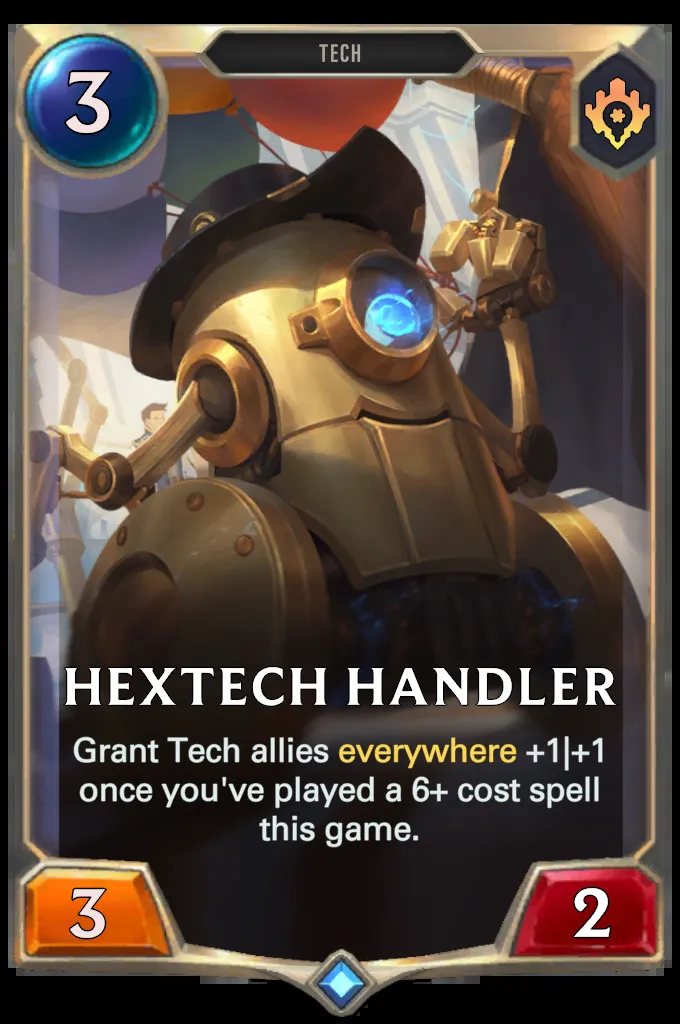 TECH
3
HEXTECH HANDLER
Grant Tech allies everywhere +1|+1
once you've played a 6+ cost spell
this game.
3
2